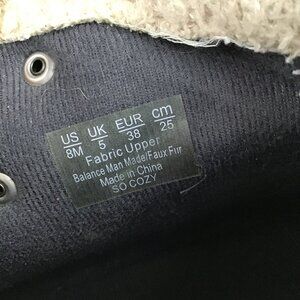 US UK EUR cm
8M 5 38 25
Fabric Upper
Balance Man Made/Faux Fur
Made in China
SO COZY